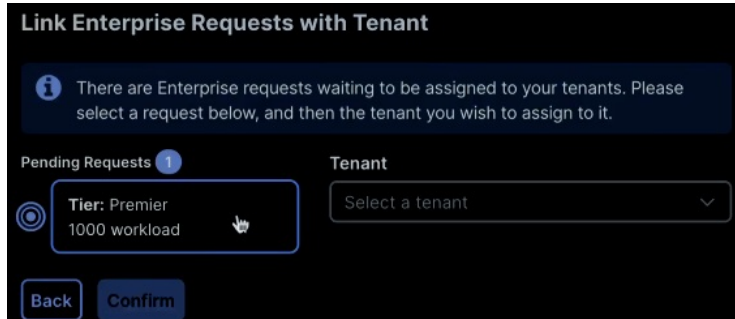 Link Enterprise Requests with Tenant
There are Enterprise requests waiting to be assigned to your tenants. Please
select a request below, and then the tenant you wish to assign to it.
Pending Requests 1
Tier: Premier
1000 workload
Tenant
Select a tenant
Back
Confirm